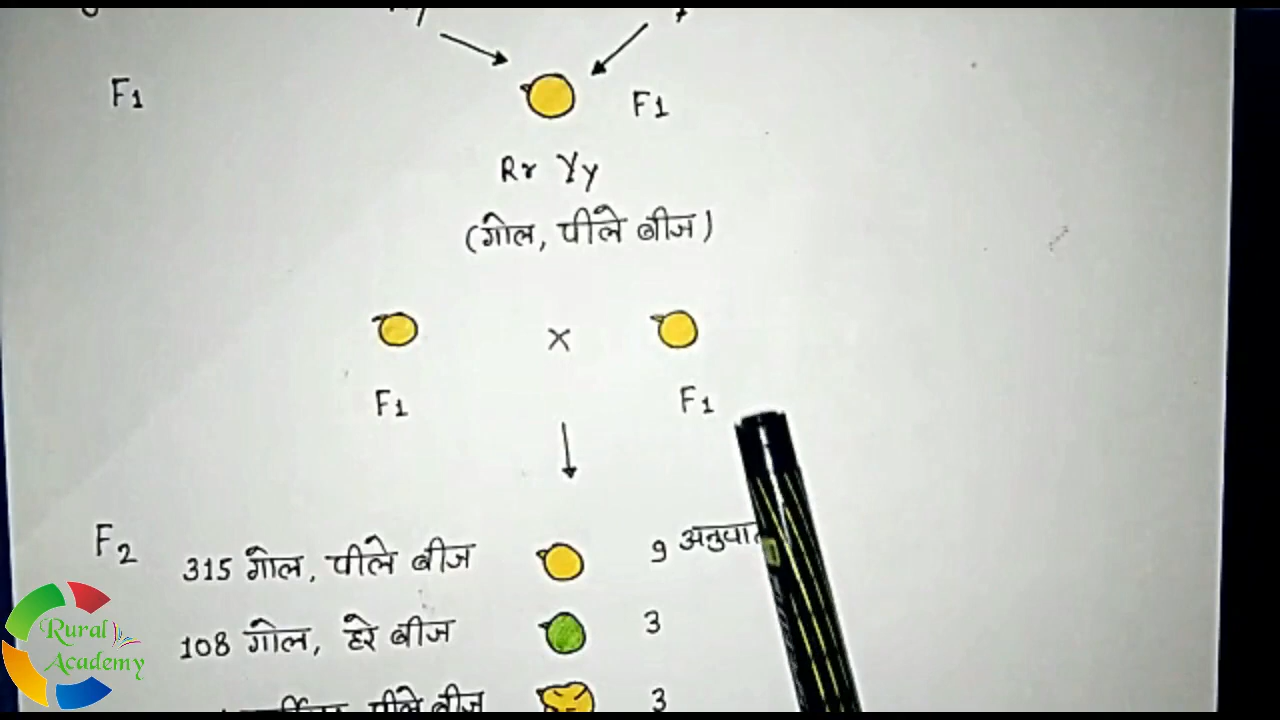 F1
F1
Rr Yy
(गोल, पीले बीज)
x
F1
F1
F2
315 गोल, पीले बीज 9 अनुपात
108 गोल, हरे बीज 3
पीले बीज 3
Rural
Academy